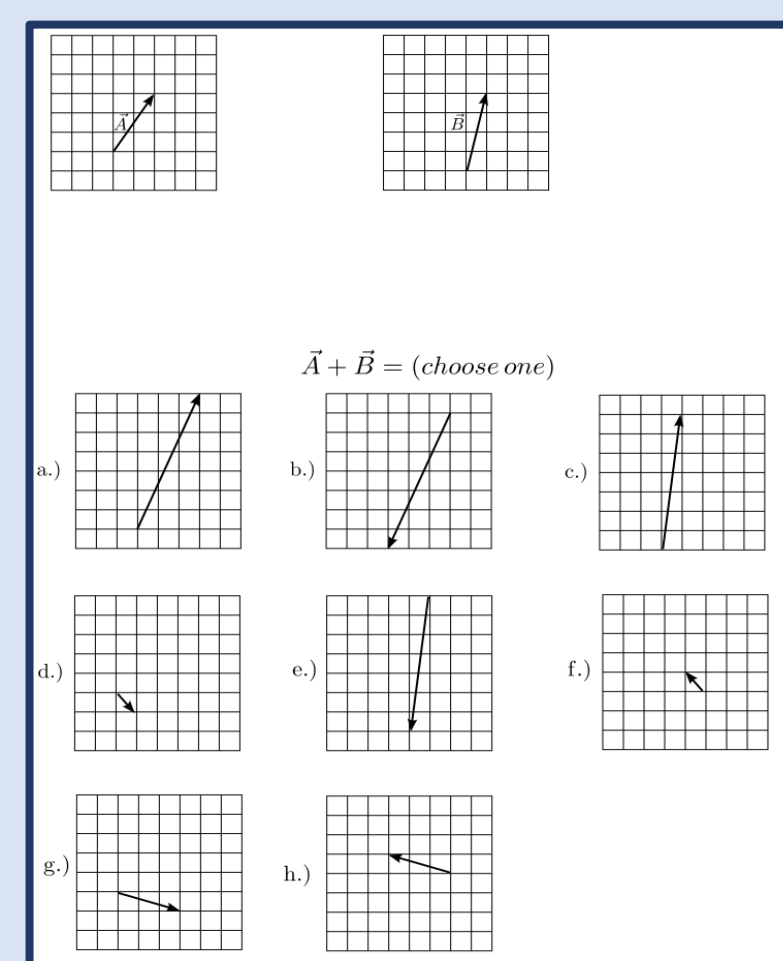 A⃗ B⃗
A⃗ + B⃗ = (choose one)
a.) b.) c.)
d.) e.) f.)
g.) h.)